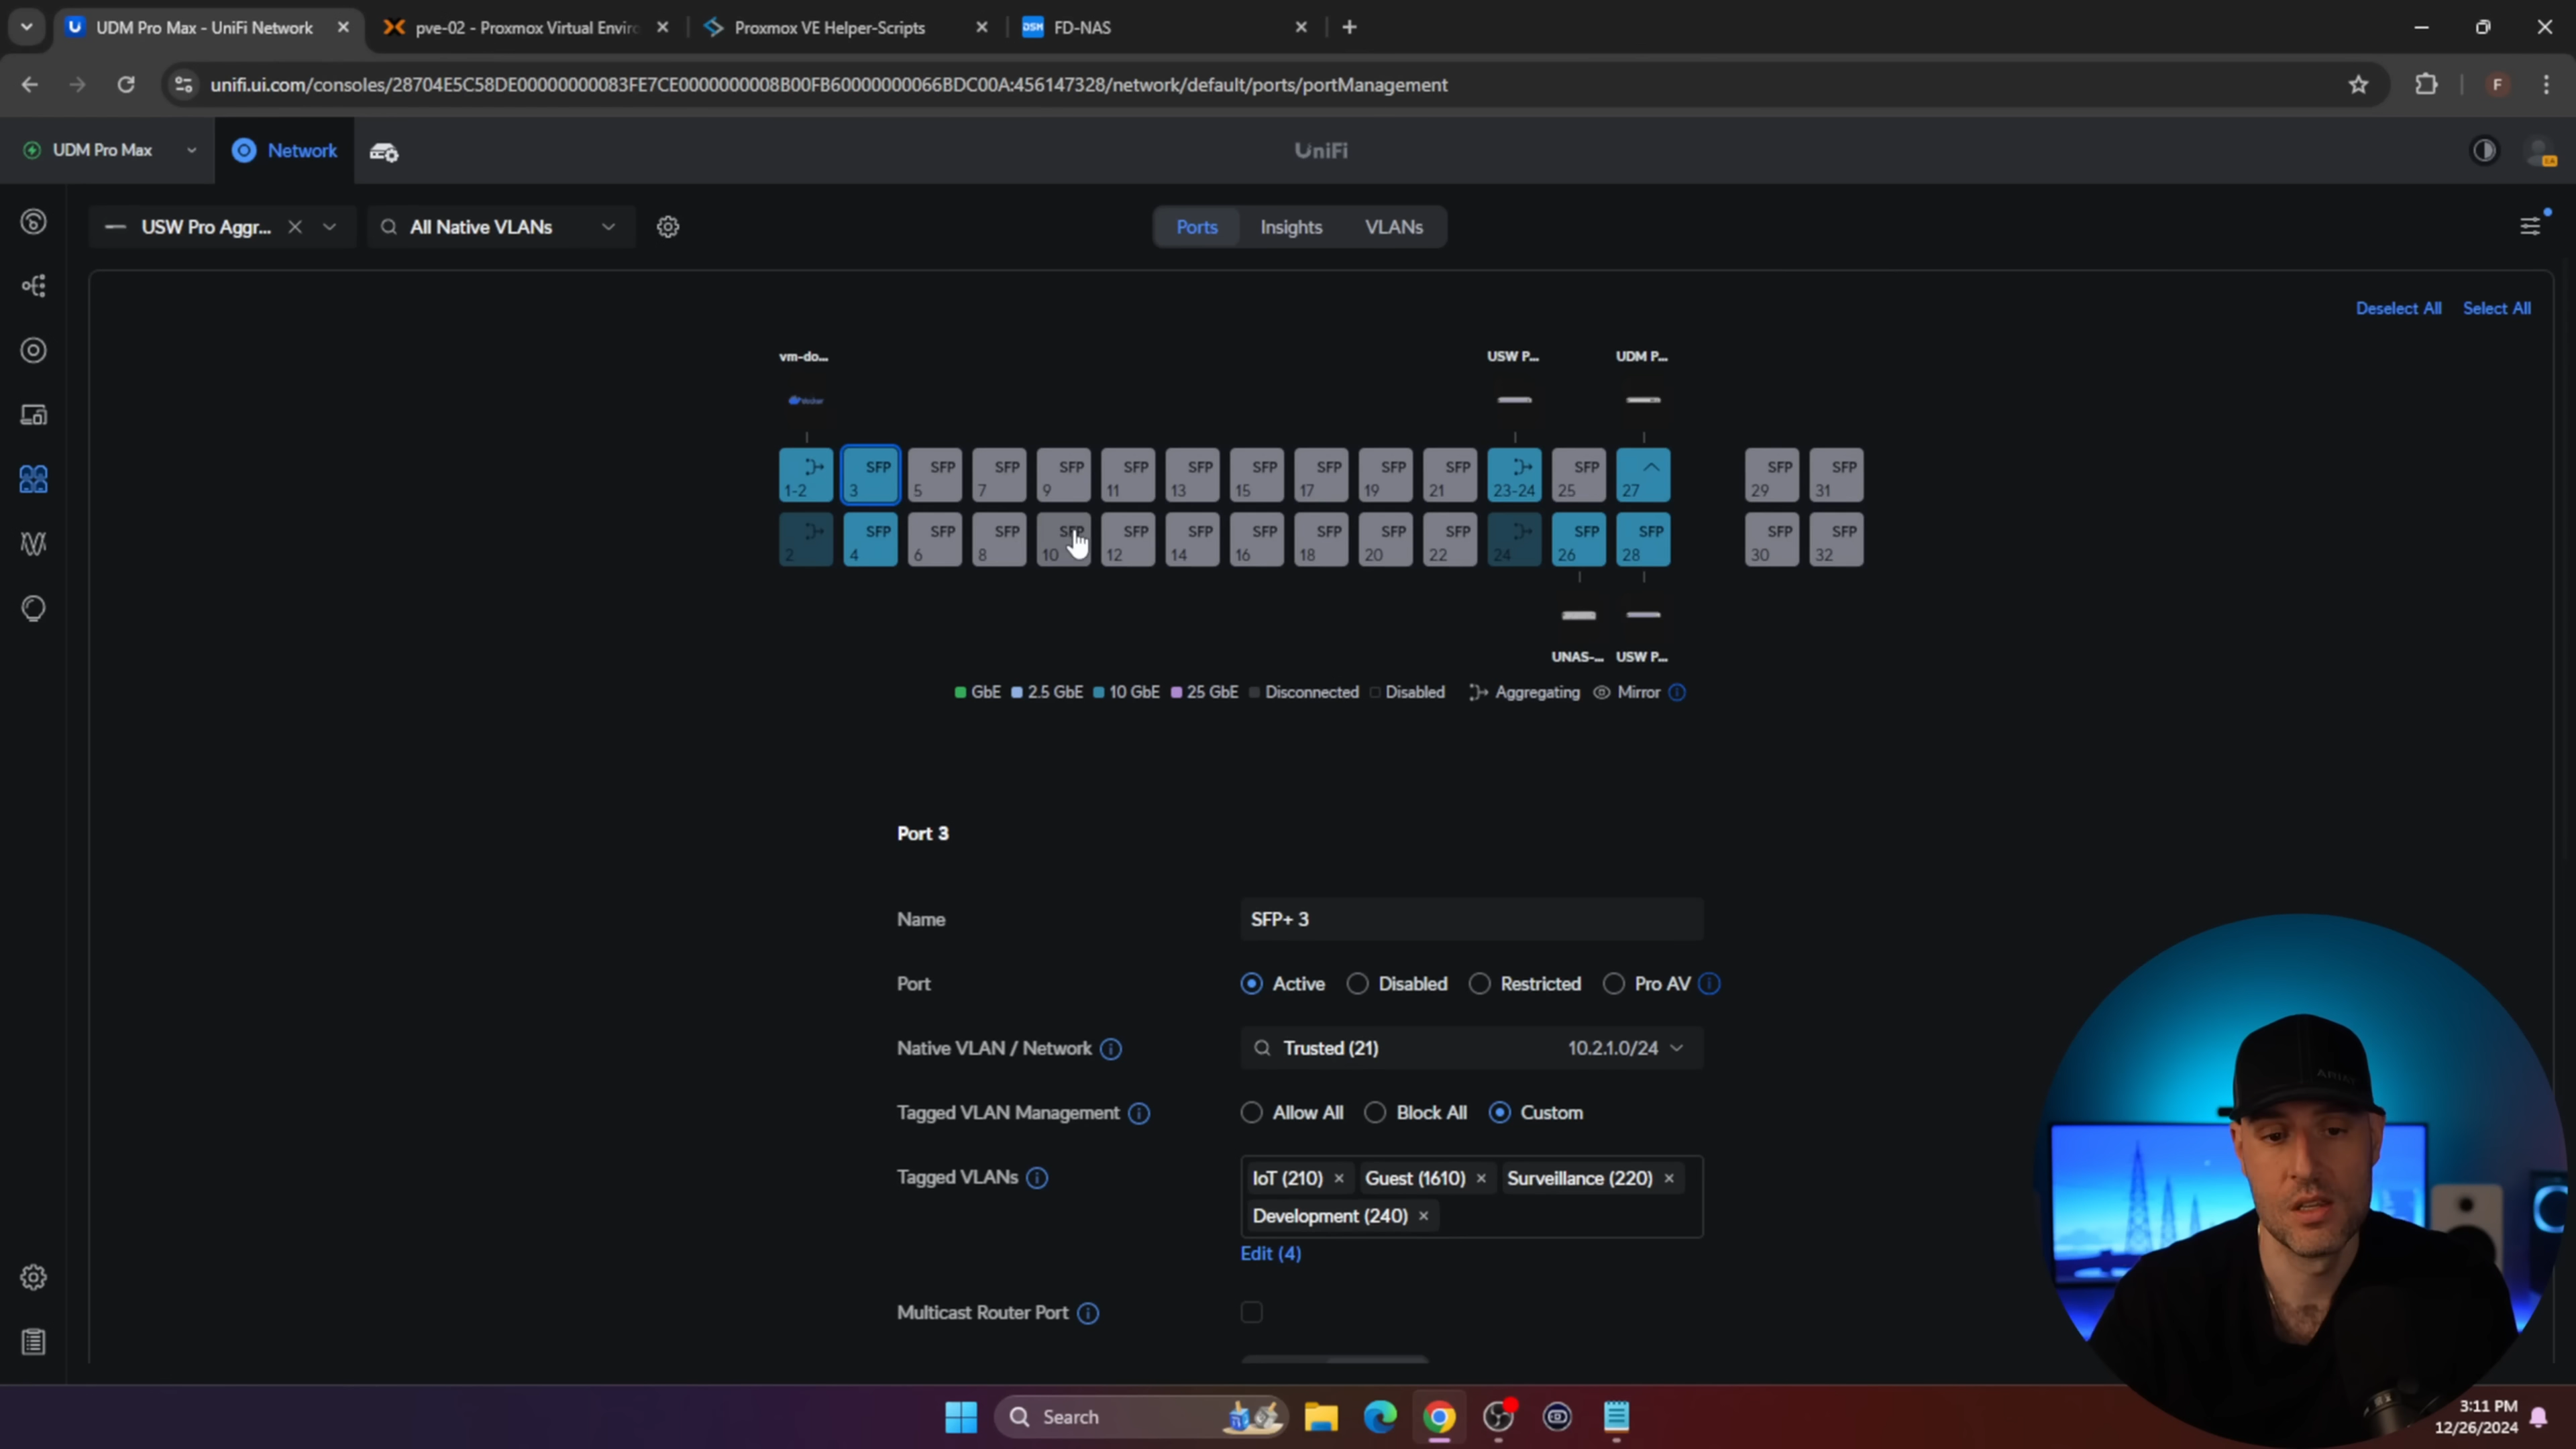 UDM Pro Max - UniFi Network
pve-02 - Proxmox Virtual Enviro
Proxmox VE Helper-Scripts
DSM
FD-NAS
unifi.ui.com/consoles/28704E5C58DE00000000083FE7CE0000000008B00FB60000000066BDC00A:456147328/network/default/ports/portManagement
F
UDM Pro Max
Network
UniFi
USW Pro Aggr...
All Native VLANs
Ports
Insights
VLANs
Deselect All
Select All
vm-do...
USW P...
UDM P...
1-2
SFP 3
SFP 5
SFP 7
SFP 9
SFP 11
SFP 13
SFP 15
SFP 17
SFP 19
SFP 21
23-24
SFP 25
27
SFP 29
SFP 31
2
SFP 4
SFP 6
SFP 8
SFP 10
SFP 12
SFP 14
SFP 16
SFP 18
SFP 20
SFP 22
24
SFP 26
SFP 28
SFP 30
SFP 32
UNAS-...
USW P...
GbE 2.5 GbE 10 GbE 25 GbE Disconnected Disabled Aggregating Mirror
Port 3
Name
SFP+ 3
Port
Active Disabled Restricted Pro AV
Native VLAN / Network
Trusted (21) 10.2.1.0/24
Tagged VLAN Management
Allow All Block All Custom
Tagged VLANs
IoT (210) × Guest (1610) × Surveillance (220) ×
Development (240) ×
Edit (4)
Multicast Router Port
Search
3:11 PM
12/26/2024